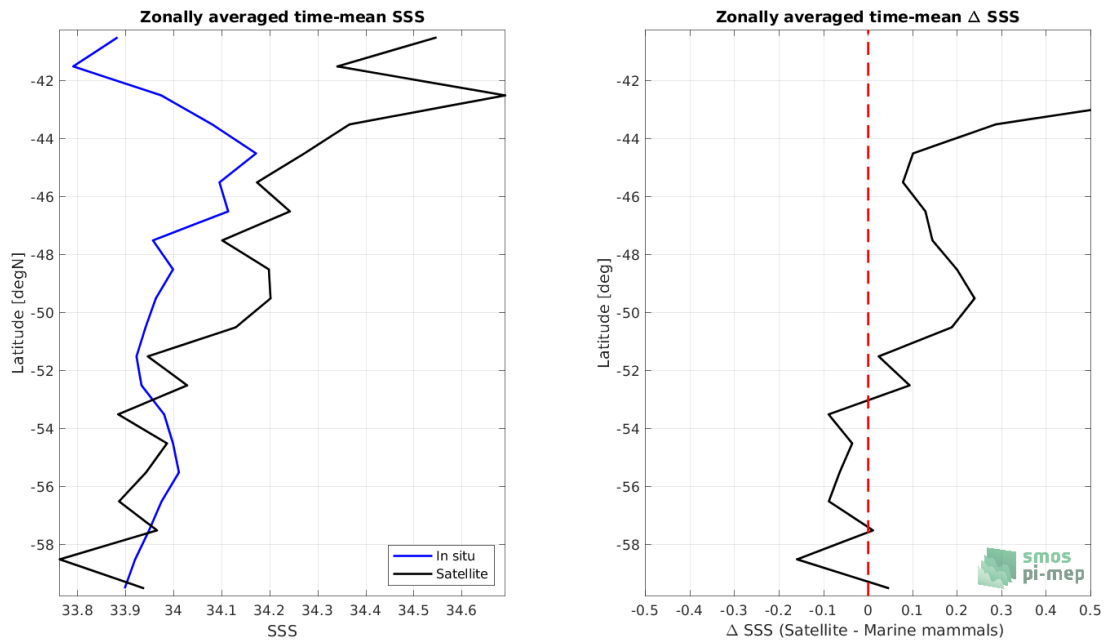 Zonally averaged time-mean SSS
Latitude [degN]
-42
-44
-46
-48
-50
-52
-54
-56
-58
33.8 33.9 34 34.1 34.2 34.3 34.4 34.5 34.6
SSS
In situ
Satellite
Zonally averaged time-mean Δ SSS
Latitude [deg]
-42
-44
-46
-48
-50
-52
-54
-56
-58
-0.5 -0.4 -0.3 -0.2 -0.1 0 0.1 0.2 0.3 0.4 0.5
Δ SSS (Satellite - Marine mammals)
smos
pi-mep